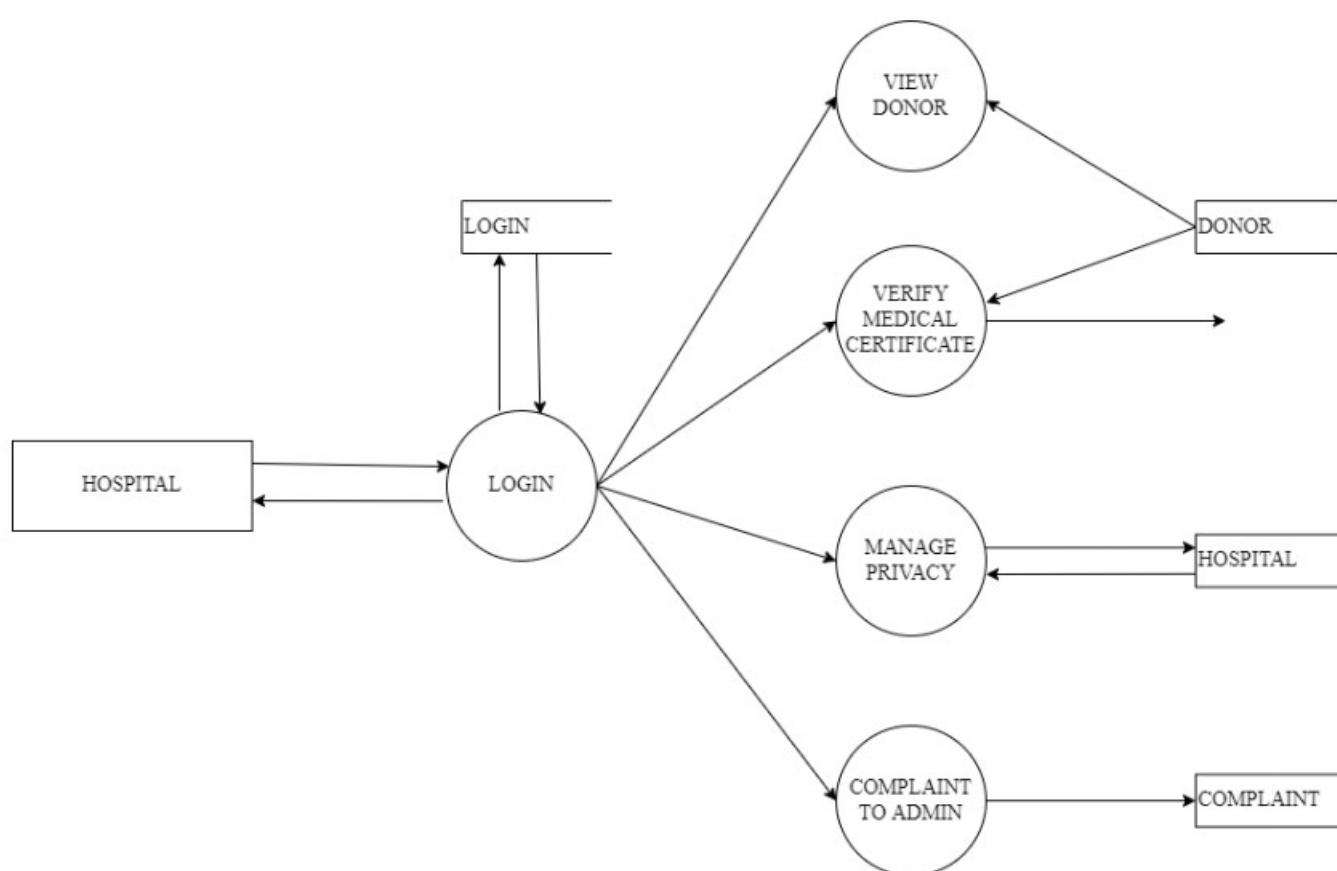 VIEW
DONOR
LOGIN
DONOR
VERIFY
MEDICAL
CERTIFICATE
HOSPITAL
LOGIN
MANAGE
PRIVACY
HOSPITAL
COMPLAINT
TO ADMIN
COMPLAINT